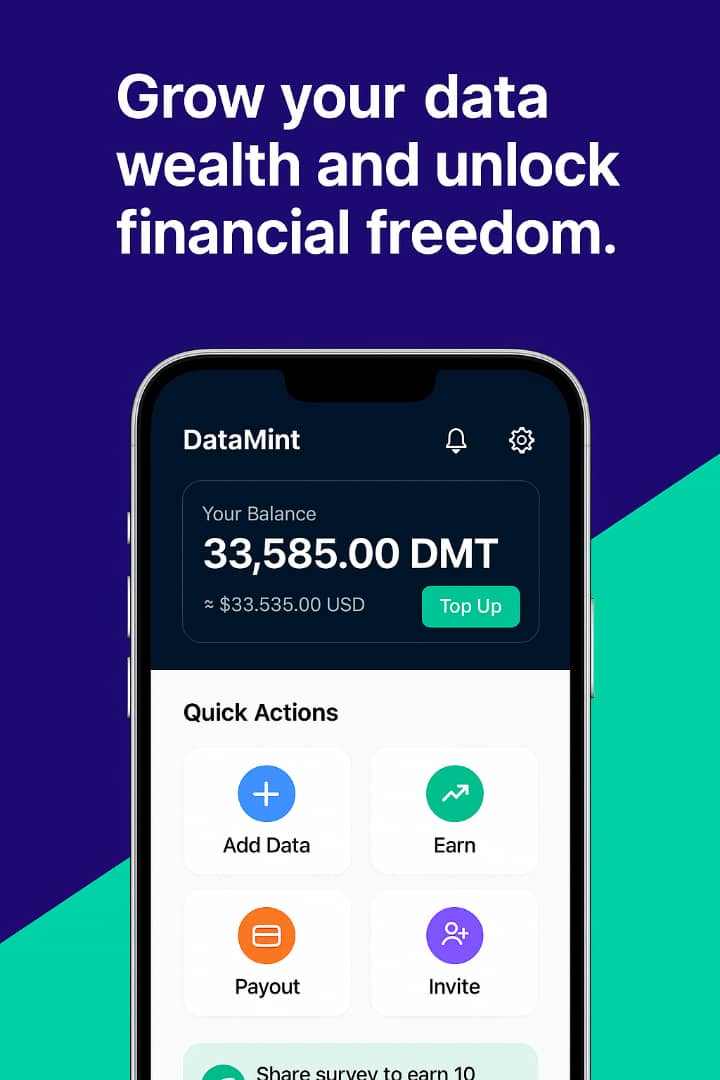 Grow your data
wealth and unlock
financial freedom.
DataMint
Your Balance
33,585.00 DMT
≈ $33.535.00 USD
Top Up
Quick Actions
Add Data
Earn
Payout
Invite
Share survey to earn 10